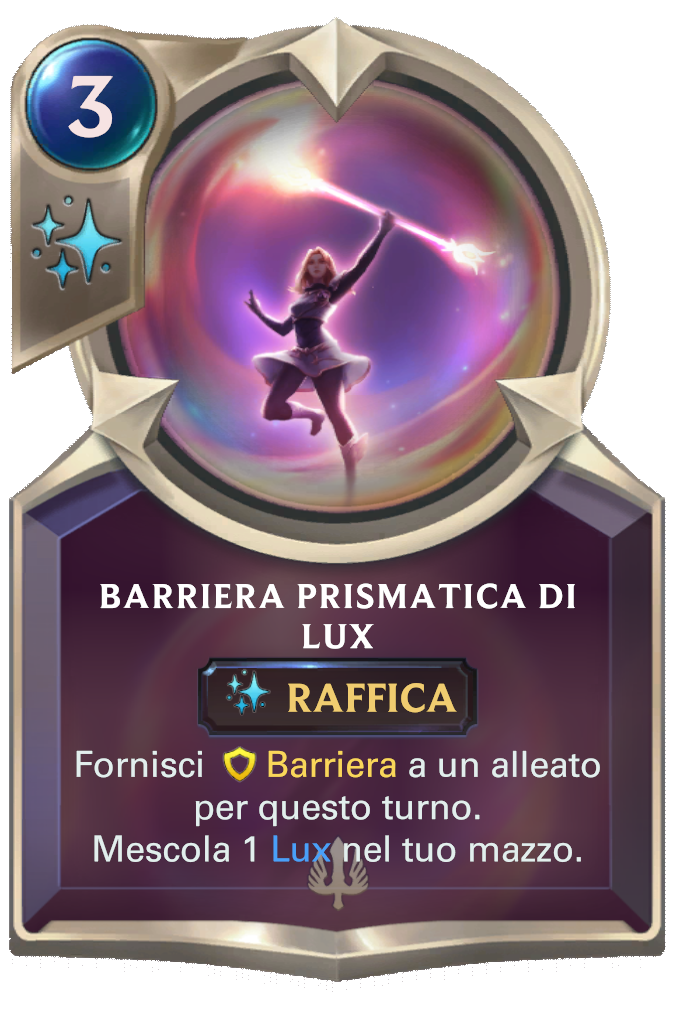 3
BARRIERA PRISMATICA DI
LUX
RAFFICA
Fornisci Barriera a un alleato
per questo turno.
Mescola 1 Lux nel tuo mazzo.